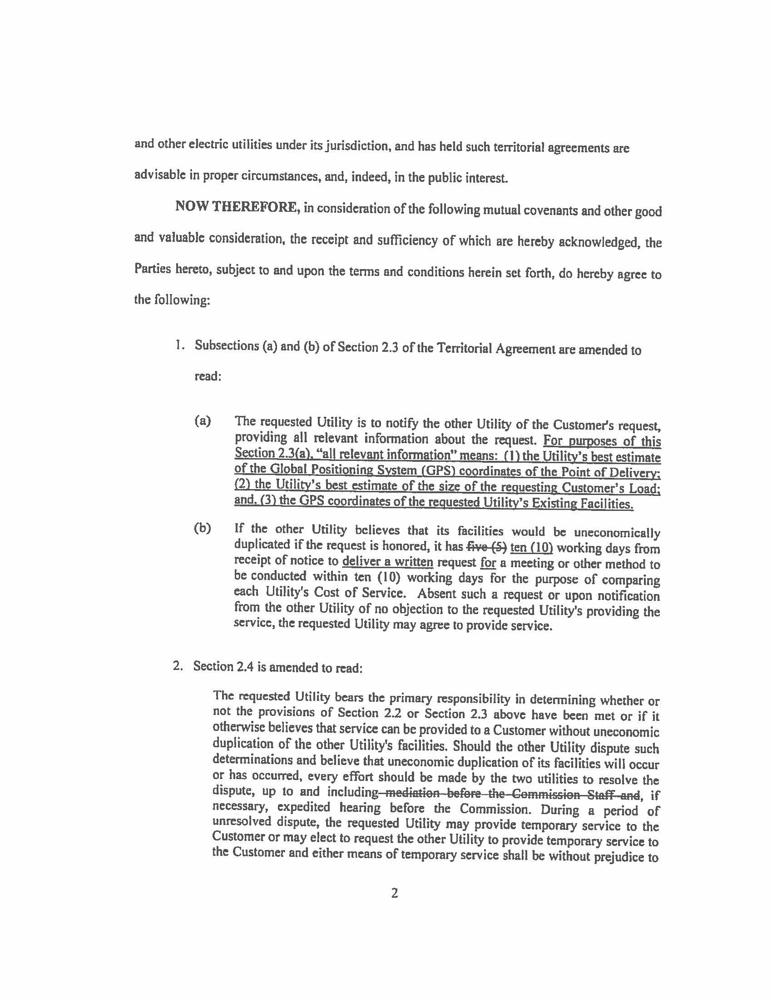 and other electric utilities under its jurisdiction, and has held such territorial agreements are
advisable in proper circumstances, and, indeed, in the public interest.
NOW THEREFORE, in consideration of the following mutual covenants and other good
and valuable consideration, the receipt and sufficiency of which are hereby acknowledged, the
Parties hereto, subject to and upon the terms and conditions herein set forth, do hereby agree to
the following:
1. Subsections (a) and (b) of Section 2.3 of the Territorial Agreement are amended to
read:
(a) The requested Utility is to notify the other Utility of the Customer's request,
providing all relevant information about the request. For purposes of this
Section 2.3(a), “all relevant information” means: (1) the Utility’s best estimate
of the Global Positioning System (GPS) coordinates of the Point of Delivery;
(2) the Utility’s best estimate of the size of the requesting Customer’s Load;
and, (3) the GPS coordinates of the requested Utility’s Existing Facilities.
(b) If the other Utility believes that its facilities would be uneconomically
duplicated if the request is honored, it has five (5) ten (10) working days from
receipt of notice to deliver a written request for a meeting or other method to
be conducted within ten (10) working days for the purpose of comparing
each Utility's Cost of Service. Absent such a request or upon notification
from the other Utility of no objection to the requested Utility's providing the
service, the requested Utility may agree to provide service.
2. Section 2.4 is amended to read:
The requested Utility bears the primary responsibility in determining whether or
not the provisions of Section 2.2 or Section 2.3 above have been met or if it
otherwise believes that service can be provided to a Customer without uneconomic
duplication of the other Utility's facilities. Should the other Utility dispute such
determinations and believe that uneconomic duplication of its facilities will occur
or has occurred, every effort should be made by the two utilities to resolve the
dispute, up to and including mediation before the Commission Staff and, if
necessary, expedited hearing before the Commission. During a period of
unresolved dispute, the requested Utility may provide temporary service to the
Customer or may elect to request the other Utility to provide temporary service to
the Customer and either means of temporary service shall be without prejudice to
2